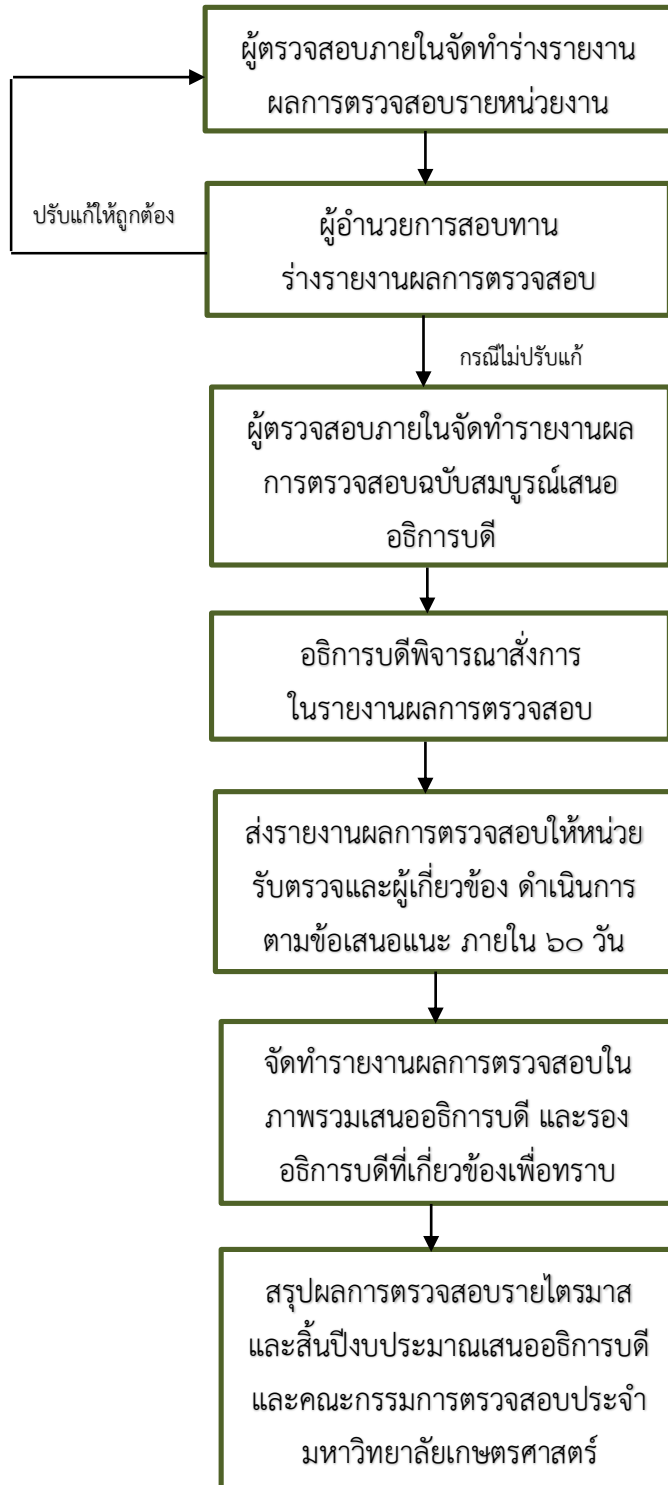 ผู้ตรวจสอบภายในจัดทำร่างรายงาน
ผลการตรวจสอบรายหน่วยงาน
ปรับแก้ให้ถูกต้อง
ผู้อำนวยการสอบทาน
ร่างรายงานผลการตรวจสอบ
กรณีไม่ปรับแก้
ผู้ตรวจสอบภายในจัดทำรายงานผล
การตรวจสอบฉบับสมบูรณ์เสนอ
อธิการบดี
อธิการบดีพิจารณาสั่งการ
ในรายงานผลการตรวจสอบ
ส่งรายงานผลการตรวจสอบให้หน่วย
รับตรวจและผู้เกี่ยวข้อง ดำเนินการ
ตามข้อเสนอแนะ ภายใน ๖๐ วัน
จัดทำรายงานผลการตรวจสอบใน
ภาพรวมเสนออธิการบดี และรอง
อธิการบดีที่เกี่ยวข้องเพื่อทราบ
สรุปผลการตรวจสอบรายไตรมาส
และสิ้นปีงบประมาณเสนออธิการบดี
และคณะกรรมการตรวจสอบประจำ
มหาวิทยาลัยเกษตรศาสตร์